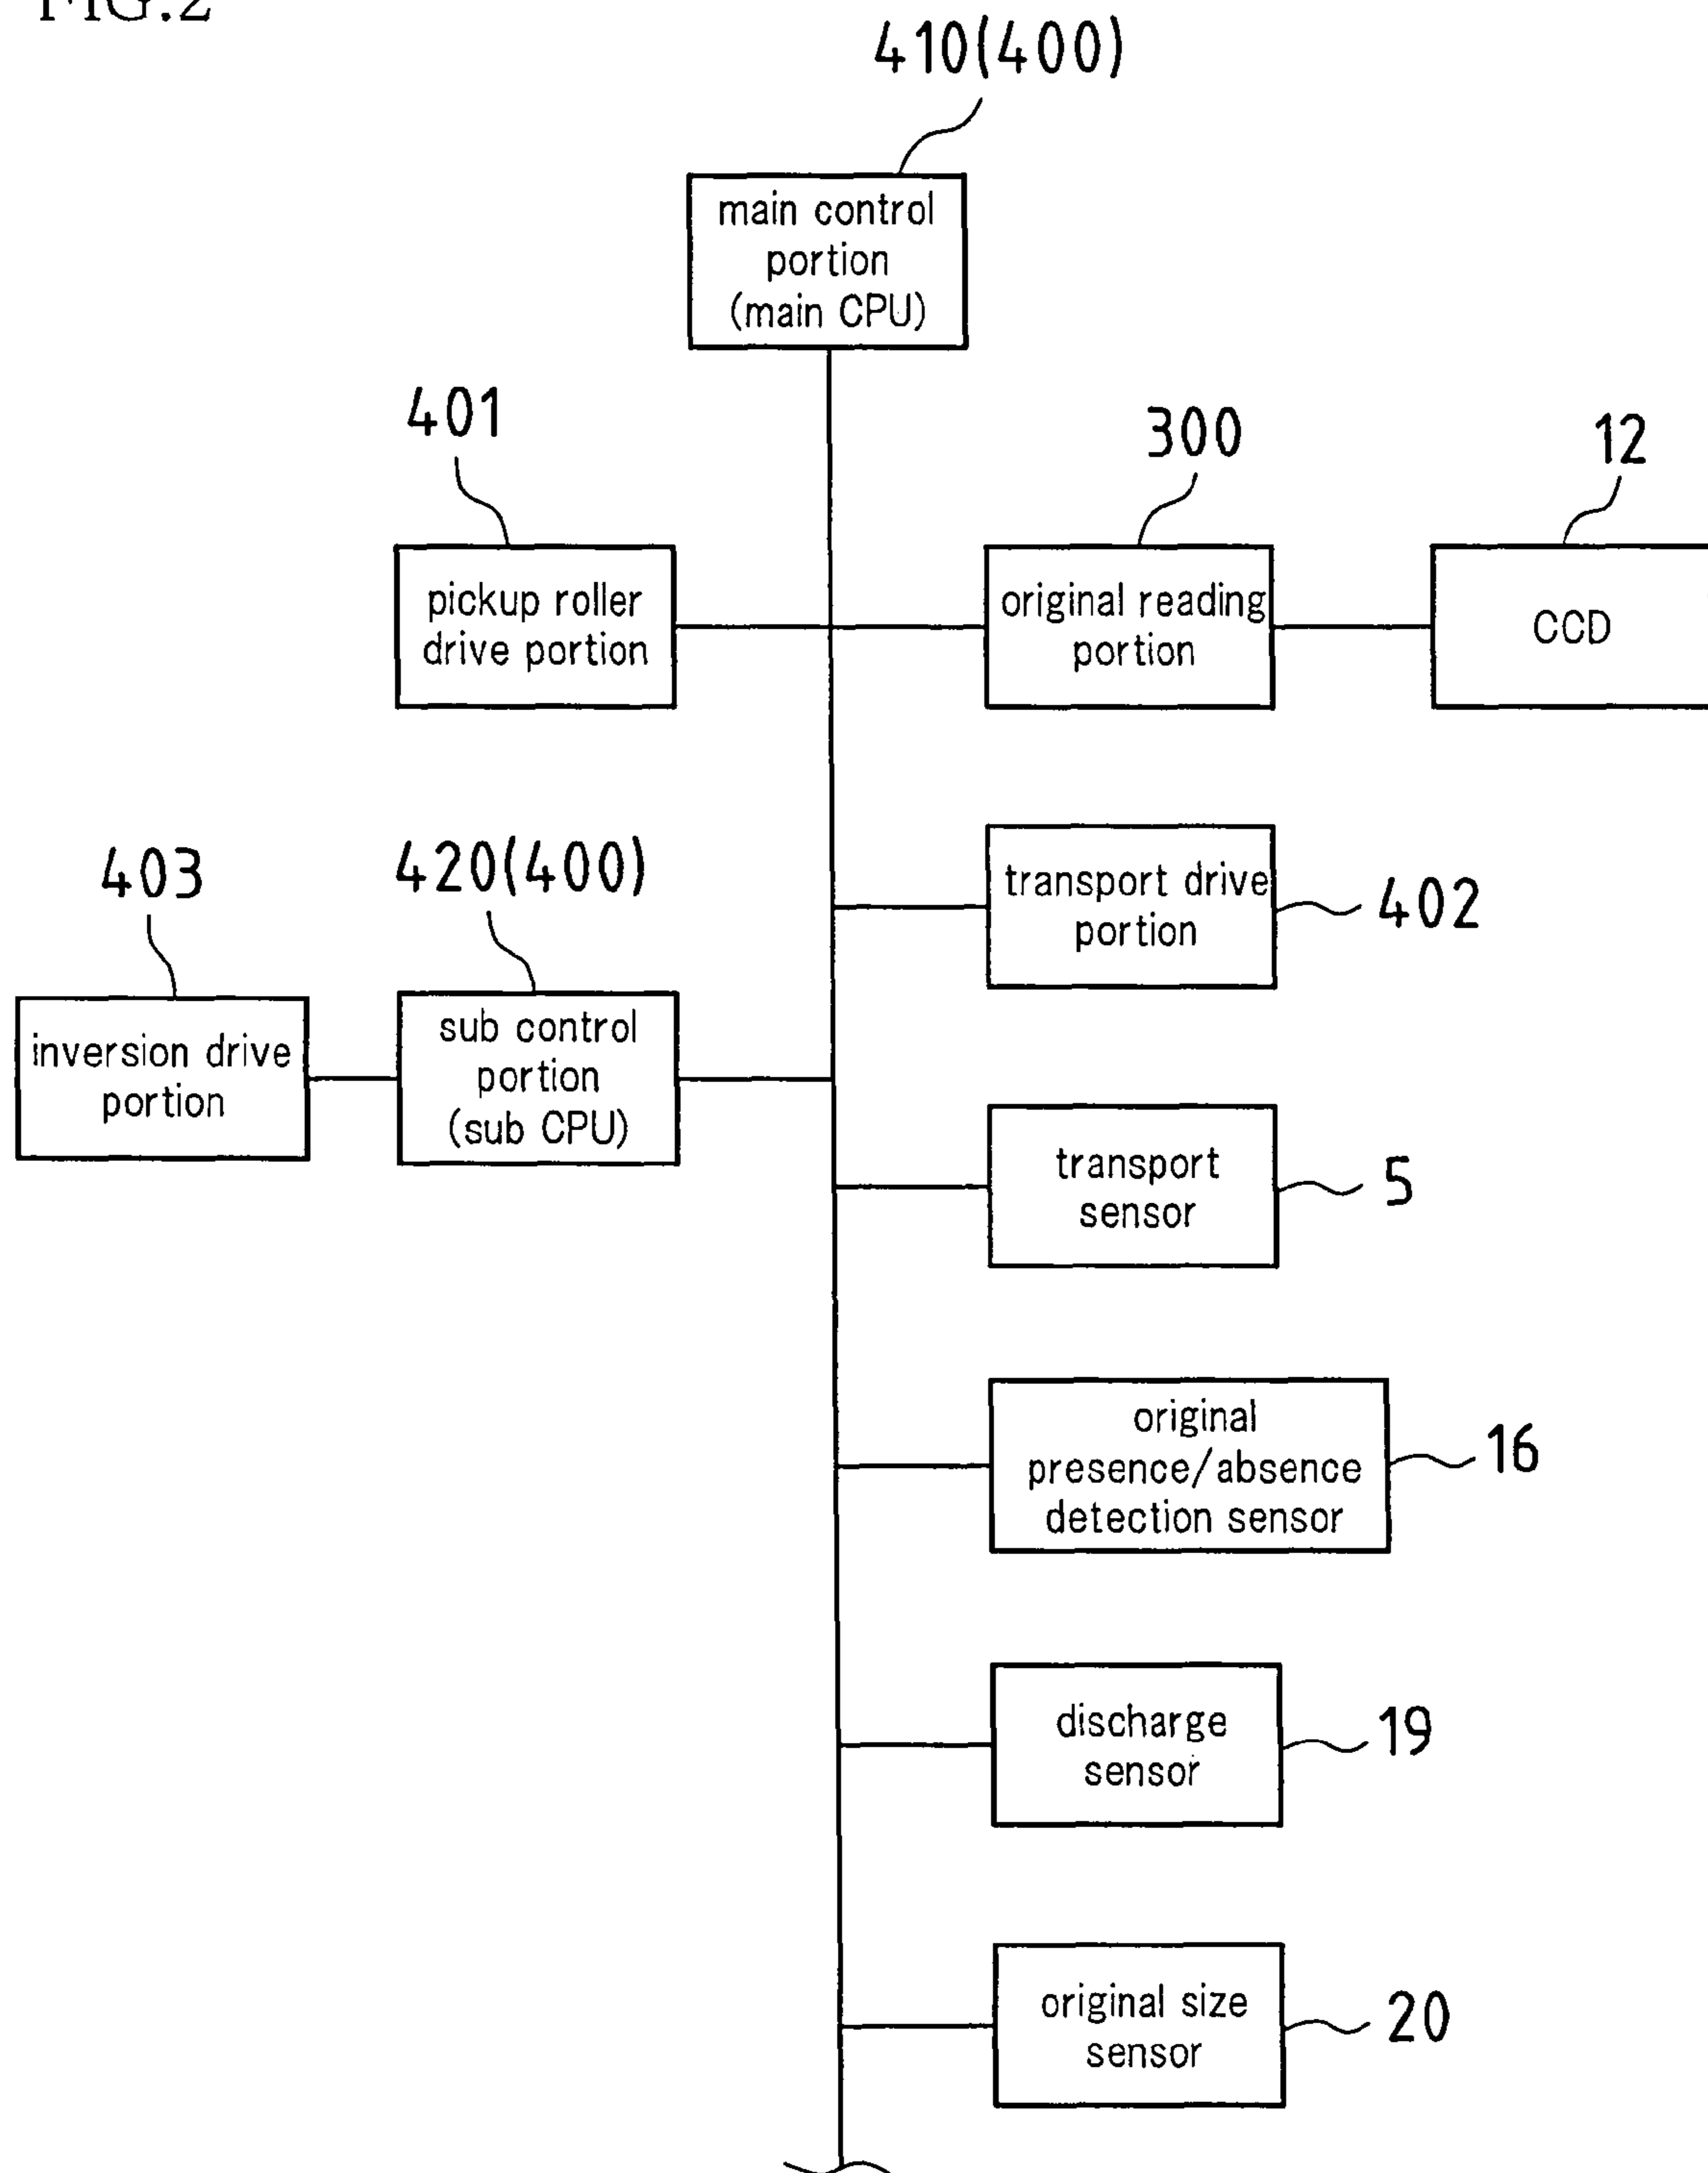 FIG.2
410(400)
main control
portion
(main CPU)
401
300
12
pickup roller
drive portion
original reading
portion
CCD
403
420(400)
transport drive
portion
402
inversion drive
portion
sub control
portion
(sub CPU)
transport
sensor
5
original
presence/absence
detection sensor
16
discharge
sensor
19
original size
sensor
20